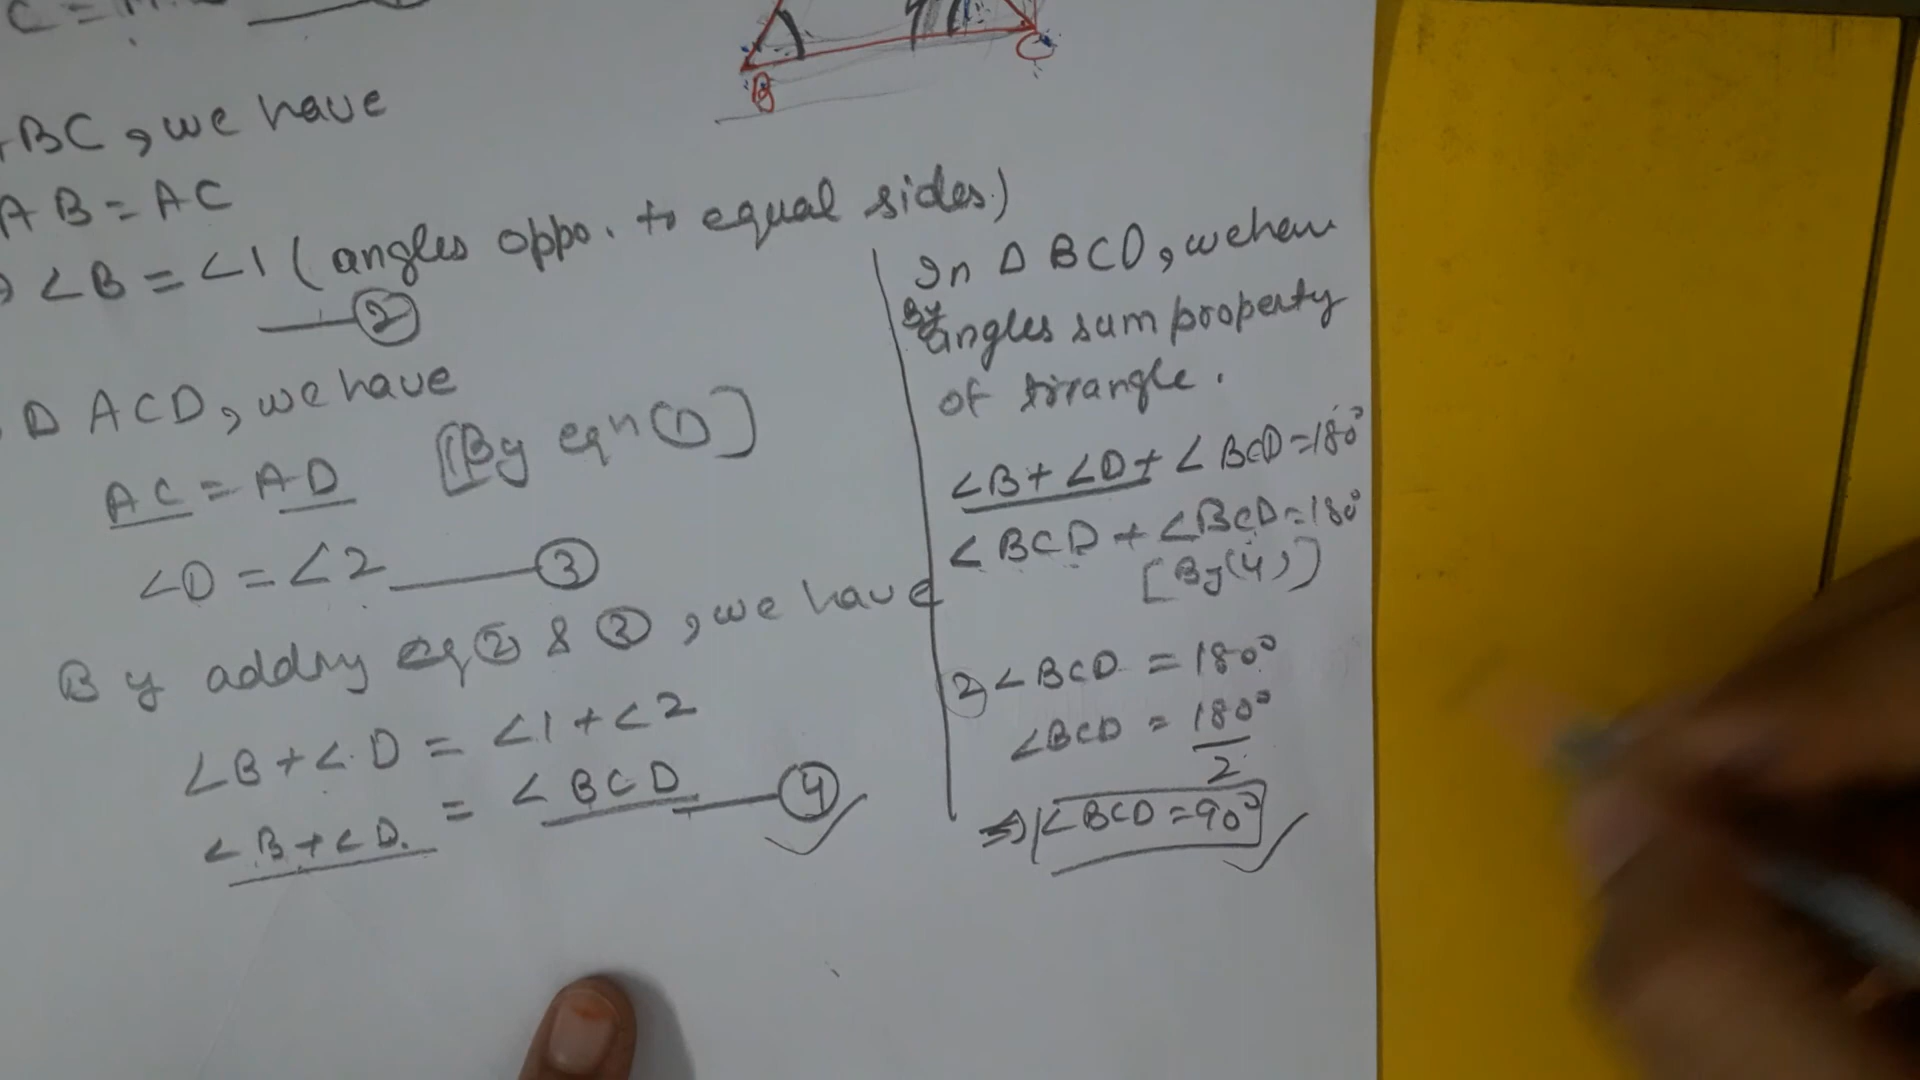 B
C
BC, we have
AB = AC
∠B = ∠1 (angles oppo. to equal sides.)
②
Δ ACD, we have
AC = AD [By eqn (1)]
∠D = ∠2 ③
By adding eq ② & ③, we have
∠B + ∠D = ∠1 + ∠2
∠B + ∠D. = ∠BCD ④
In Δ BCD, we have
By angles sum property
of triangle.
∠B + ∠D + ∠BCD = 180°
∠BCD + ∠BCD = 180°
[By (4)]
2 ∠BCD = 180°
∠BCD = 180°/2
⇒ ∠BCD = 90°